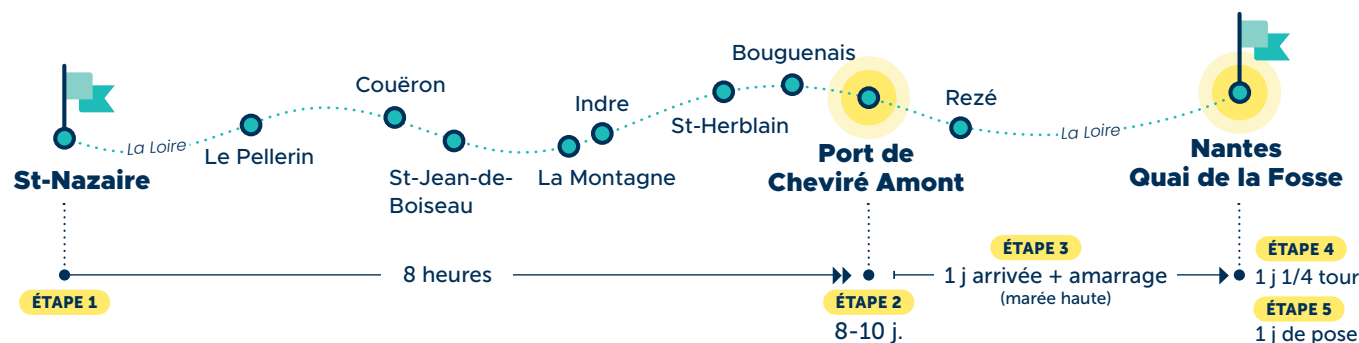 St-Nazaire
La Loire
Le Pellerin
Couëron
St-Jean-de-
Boiseau
La Montagne
Indre
St-Herblain
Bouguenais
Port de
Cheviré Amont
Rezé
La Loire
Nantes
Quai de la Fosse
ÉTAPE 1
8 heures
ÉTAPE 2
8-10 j.
ÉTAPE 3
1 j arrivée + amarrage
(marée haute)
ÉTAPE 4
1 j 1/4 tour
ÉTAPE 5
1 j de pose